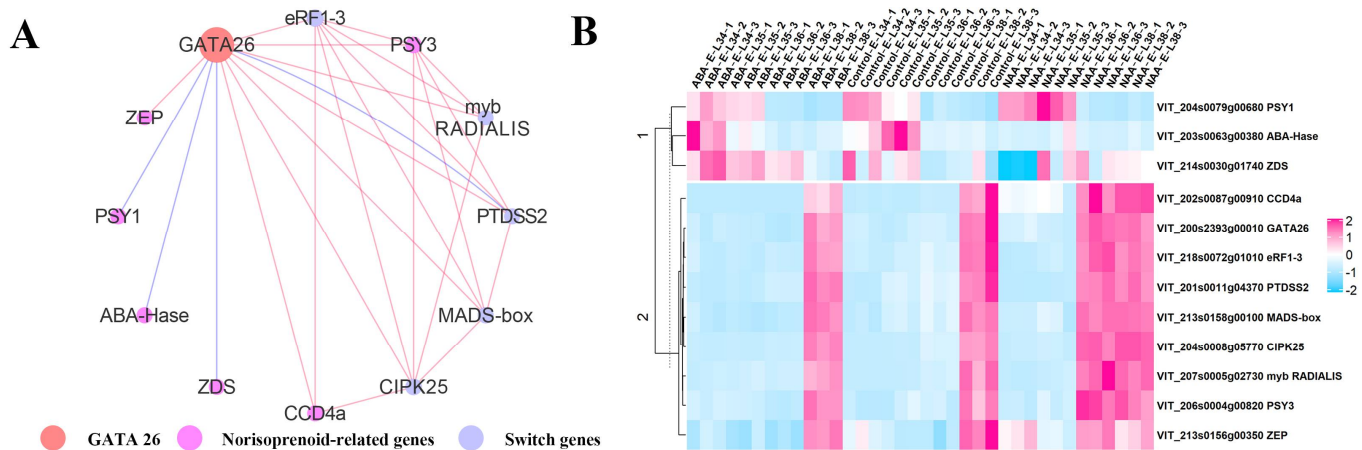 A
GATA26
eRF1-3
PSY3
myb
RADIALIS
ZEP
PSY1
PTDSS2
ABA-Hase
MADS-box
ZDS
CCD4a
CIPK25
GATA 26
Norisoprenoid-related genes
Switch genes
B
ABA-E-L34-1
ABA-E-L34-2
ABA-E-L34-3
ABA-E-L35-1
ABA-E-L35-2
ABA-E-L35-3
ABA-E-L36-1
ABA-E-L36-2
ABA-E-L36-3
ABA-E-L38-1
ABA-E-L38-2
ABA-E-L38-3
Control-E-L34-1
Control-E-L34-2
Control-E-L34-3
Control-E-L35-1
Control-E-L35-2
Control-E-L35-3
Control-E-L36-1
Control-E-L36-2
Control-E-L36-3
Control-E-L38-1
Control-E-L38-2
Control-E-L38-3
NAA-E-L34-1
NAA-E-L34-2
NAA-E-L34-3
NAA-E-L35-1
NAA-E-L35-2
NAA-E-L35-3
NAA-E-L36-1
NAA-E-L36-2
NAA-E-L36-3
NAA-E-L38-1
NAA-E-L38-2
NAA-E-L38-3
1
2
VIT_204s0079g00680 PSY1
VIT_203s0063g00380 ABA-Hase
VIT_214s0030g01740 ZDS
VIT_202s0087g00910 CCD4a
VIT_200s2393g00010 GATA26
VIT_218s0072g01010 eRF1-3
VIT_201s0011g04370 PTDSS2
VIT_213s0158g00100 MADS-box
VIT_204s0008g05770 CIPK25
VIT_207s0005g02730 myb RADIALIS
VIT_206s0004g00820 PSY3
VIT_213s0156g00350 ZEP
2
1
0
-1
-2